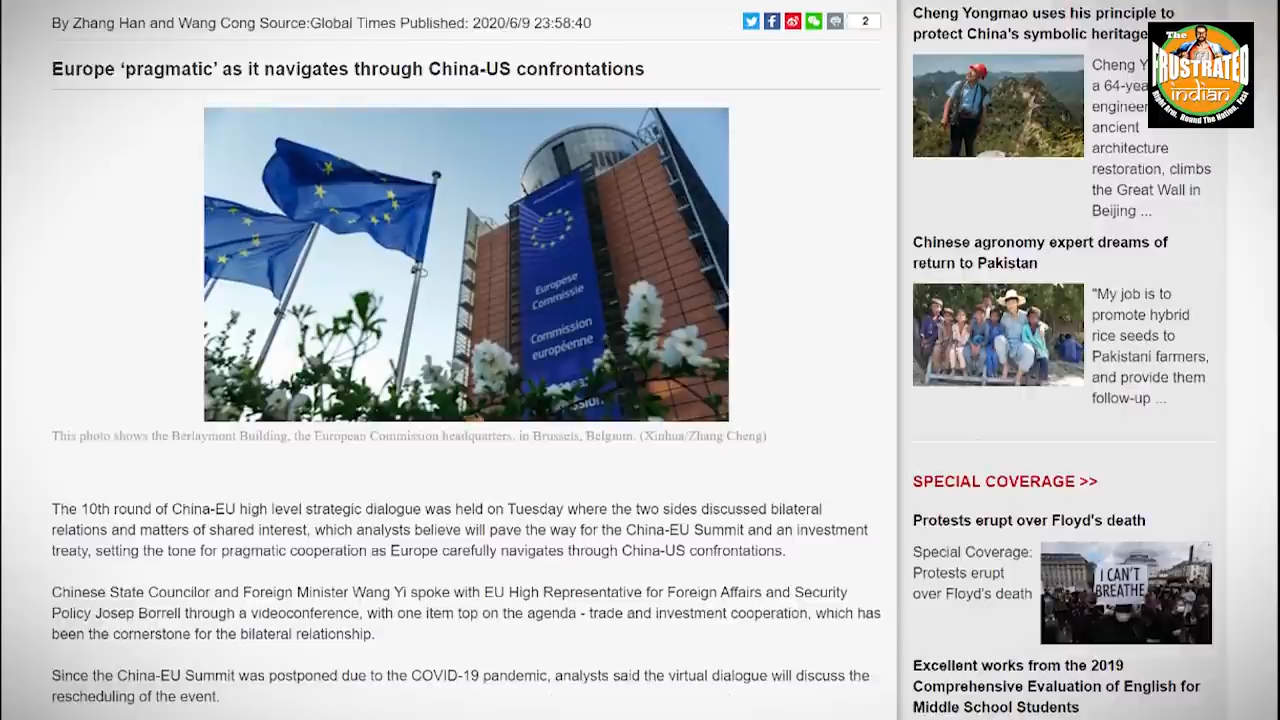 By Zhang Han and Wang Cong Source:Global Times Published: 2020/6/9 23:58:40
2
Europe ‘pragmatic’ as it navigates through China-US confrontations
Europese
Commissie
Commission
européenne
This photo shows the Berlaymont Building, the European Commission headquarters, in Brussels, Belgium. (Xinhua/Zhang Cheng)
The 10th round of China-EU high level strategic dialogue was held on Tuesday where the two sides discussed bilateral
relations and matters of shared interest, which analysts believe will pave the way for the China-EU Summit and an investment
treaty, setting the tone for pragmatic cooperation as Europe carefully navigates through China-US confrontations.
Chinese State Councilor and Foreign Minister Wang Yi spoke with EU High Representative for Foreign Affairs and Security
Policy Josep Borrell through a videoconference, with one item top on the agenda - trade and investment cooperation, which has
been the cornerstone for the bilateral relationship.
Since the China-EU Summit was postponed due to the COVID-19 pandemic, analysts said the virtual dialogue will discuss the
rescheduling of the event.
Cheng Yongmao uses his principle to
protect China's symbolic heritage
Cheng Y
a 64-yea
engineer
ancient
architecture
restoration, climbs
the Great Wall in
Beijing ...
Chinese agronomy expert dreams of
return to Pakistan
"My job is to
promote hybrid
rice seeds to
Pakistani farmers,
and provide them
follow-up ...
SPECIAL COVERAGE >>
Protests erupt over Floyd's death
Special Coverage:
Protests erupt
over Floyd's death
I CAN'T
BREATHE
Excellent works from the 2019
Comprehensive Evaluation of English for
Middle School Students
The
FRUSTRATED
indian
Right Arm, Round The Nation, Fast